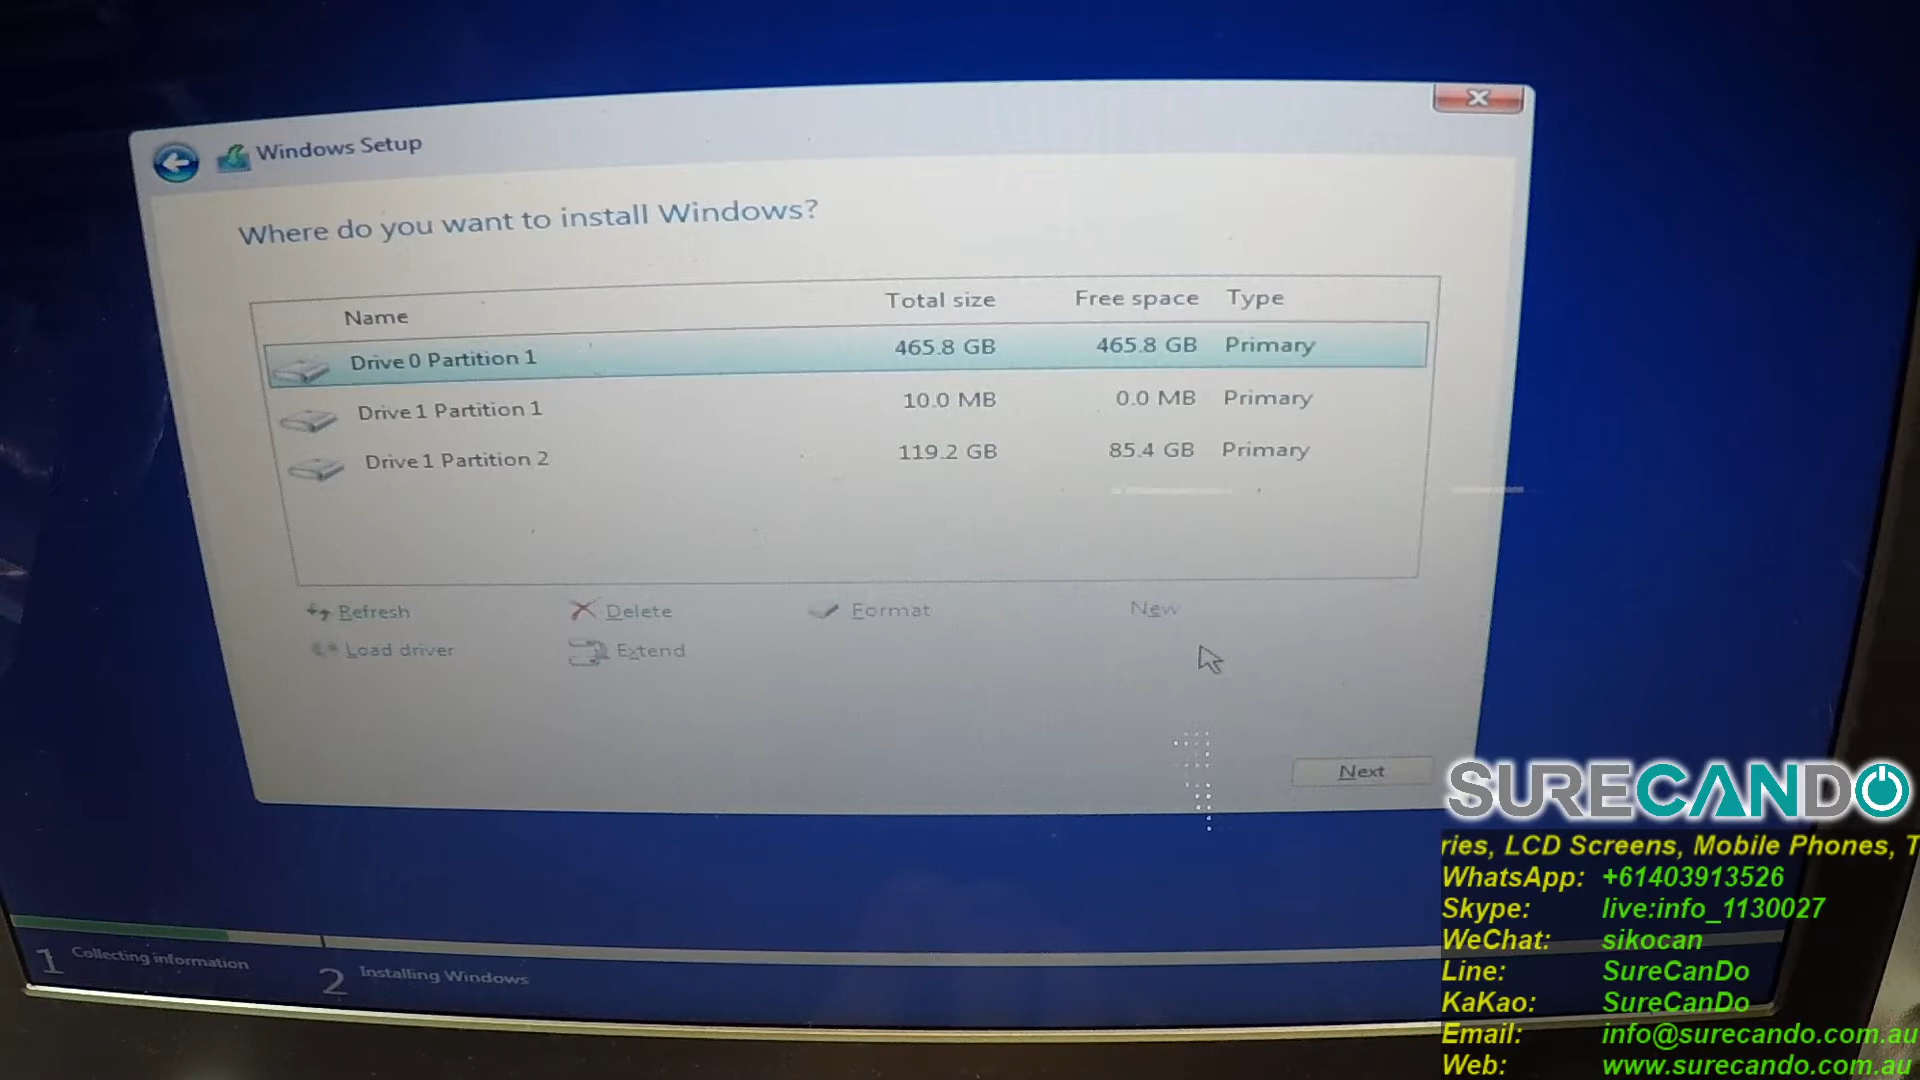 Windows Setup
Where do you want to install Windows?
Name Total size Free space Type
Drive 0 Partition 1 465.8 GB 465.8 GB Primary
Drive 1 Partition 1 10.0 MB 0.0 MB Primary
Drive 1 Partition 2 119.2 GB 85.4 GB Primary
Refresh Delete Format New
Load driver Extend
Next
1 Collecting information 2 Installing Windows
SURECANDO
ries, LCD Screens, Mobile Phones, T
WhatsApp: +61403913526
Skype: live:info_1130027
WeChat: sikocan
Line: SureCanDo
KaKao: SureCanDo
Email: info@surecando.com.au
Web: www.surecando.com.au